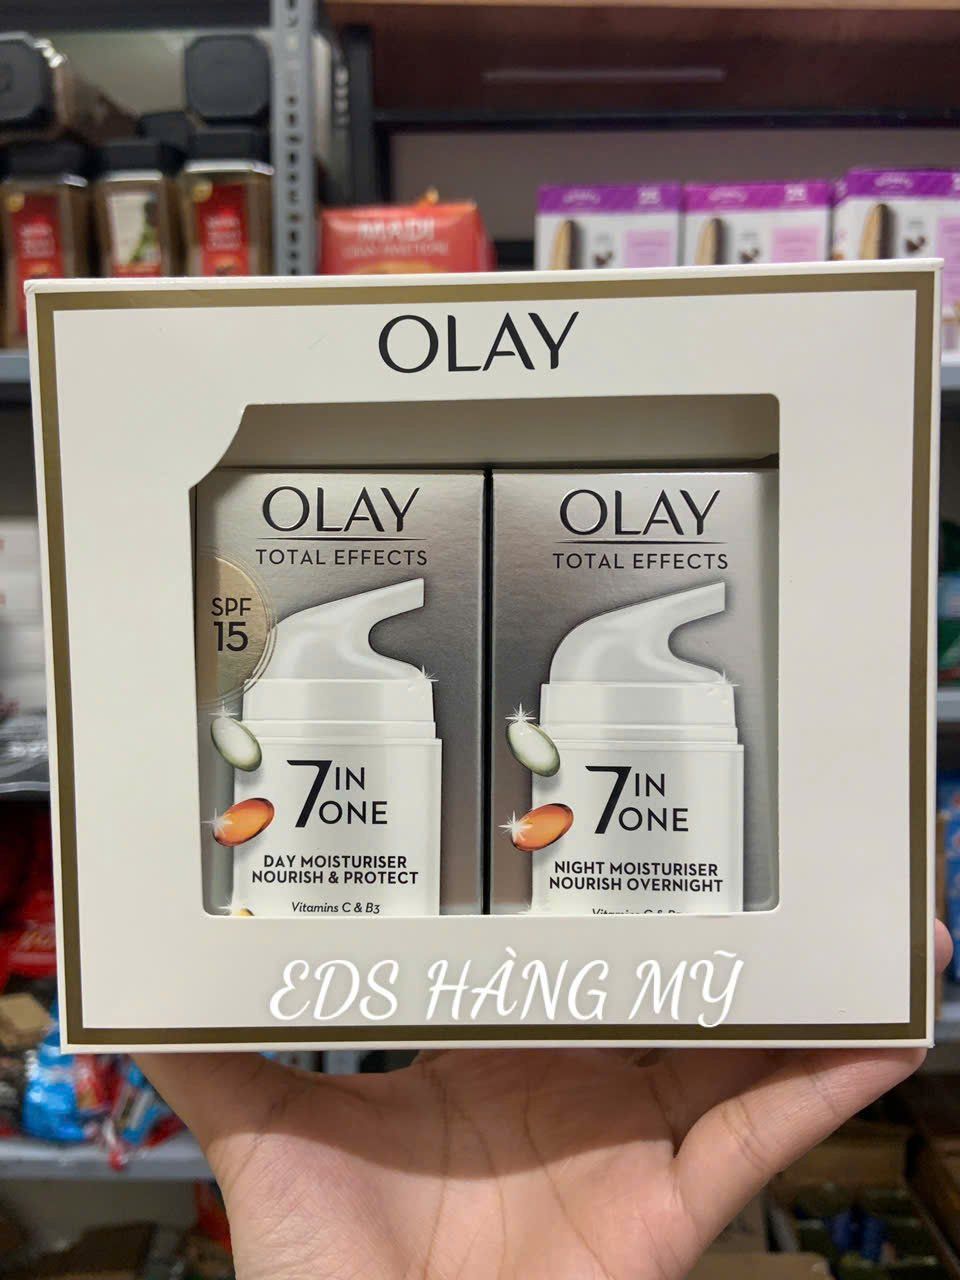 MADI
OLAY
OLAY
TOTAL EFFECTS
SPF
15
7 IN
ONE
DAY MOISTURISER
NOURISH & PROTECT
Vitamins C & B3
OLAY
TOTAL EFFECTS
7 IN
ONE
NIGHT MOISTURISER
NOURISH OVERNIGHT
EDS HÀNG MỸ